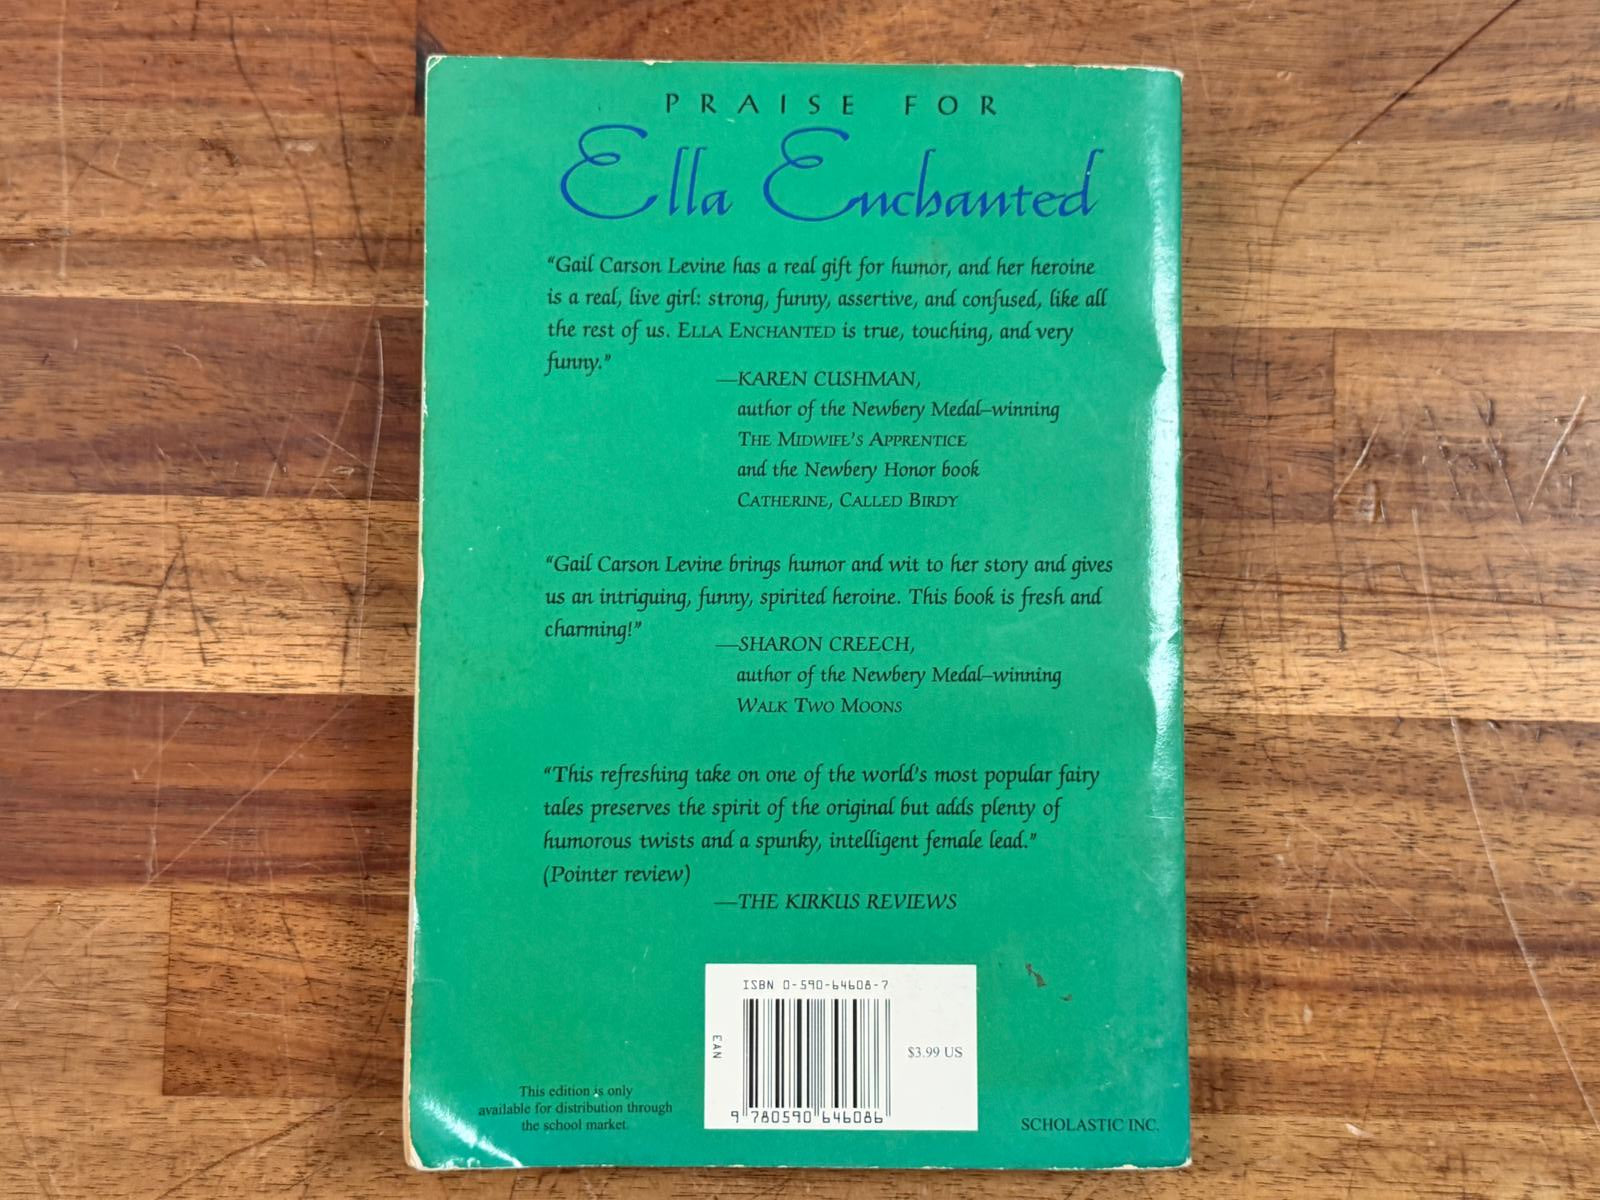 PRAISE FOR
Ella Enchanted
“Gail Carson Levine has a real gift for humor, and her heroine
is a real, live girl: strong, funny, assertive, and confused, like all
the rest of us. ELLA ENCHANTED is true, touching, and very
funny.”
—KAREN CUSHMAN,
author of the Newbery Medal–winning
THE MIDWIFE'S APPRENTICE
and the Newbery Honor book
CATHERINE, CALLED BIRDY
“Gail Carson Levine brings humor and wit to her story and gives
us an intriguing, funny, spirited heroine. This book is fresh and
charming!”
—SHARON CREECH,
author of the Newbery Medal–winning
WALK TWO MOONS
“This refreshing take on one of the world's most popular fairy
tales preserves the spirit of the original but adds plenty of
humorous twists and a spunky, intelligent female lead.”
(Pointer review)
—THE KIRKUS REVIEWS
ISBN 0-590-64608-7
EAN
$3.99 US
9 780590 646086
This edition is only
available for distribution through
the school market.
SCHOLASTIC INC.